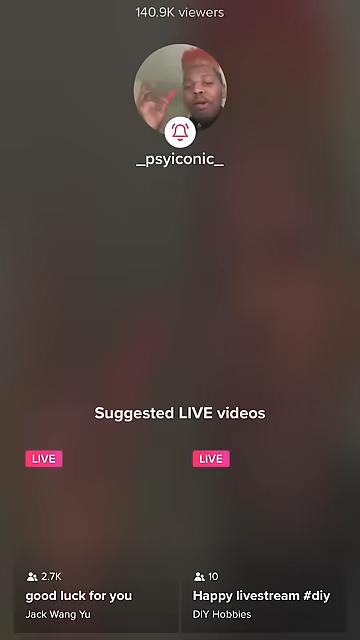 140.9K viewers
_psyiconic_
Suggested LIVE videos
LIVE
LIVE
2.7K
10
good luck for you
Happy livestream #diy
Jack Wang Yu
DIY Hobbies